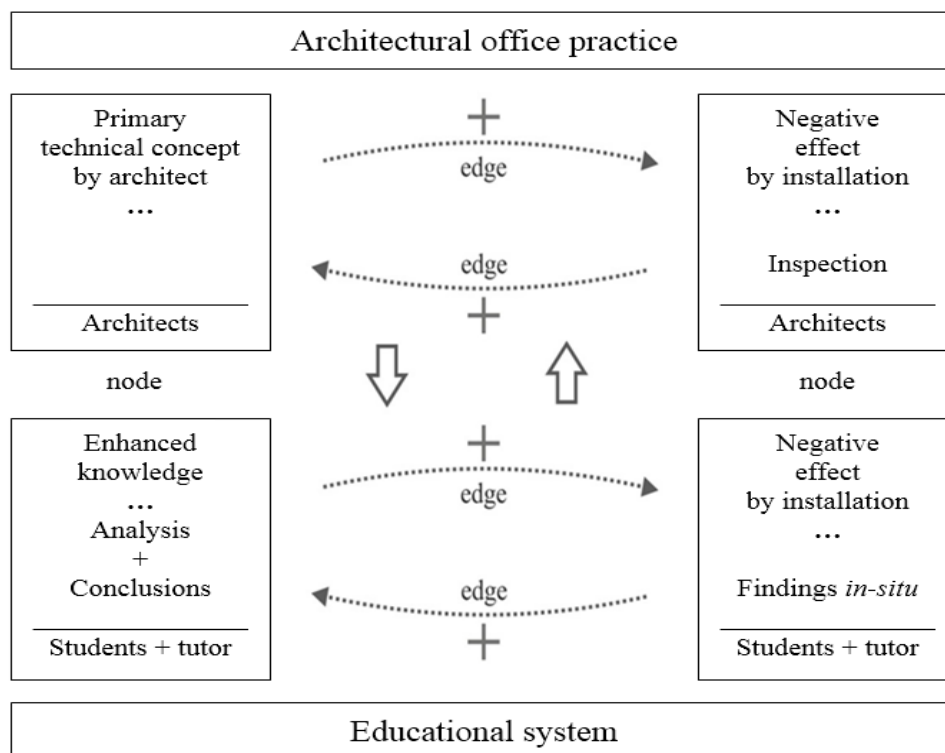 Architectural office practice
Primary
technical concept
by architect
...
Architects
+
edge
edge
+
Negative
effect
by installation
...
Inspection
Architects
node
node
Enhanced
knowledge
...
Analysis
+
Conclusions
Students + tutor
+
edge
edge
+
Negative
effect
by installation
...
Findings in-situ
Students + tutor
Educational system